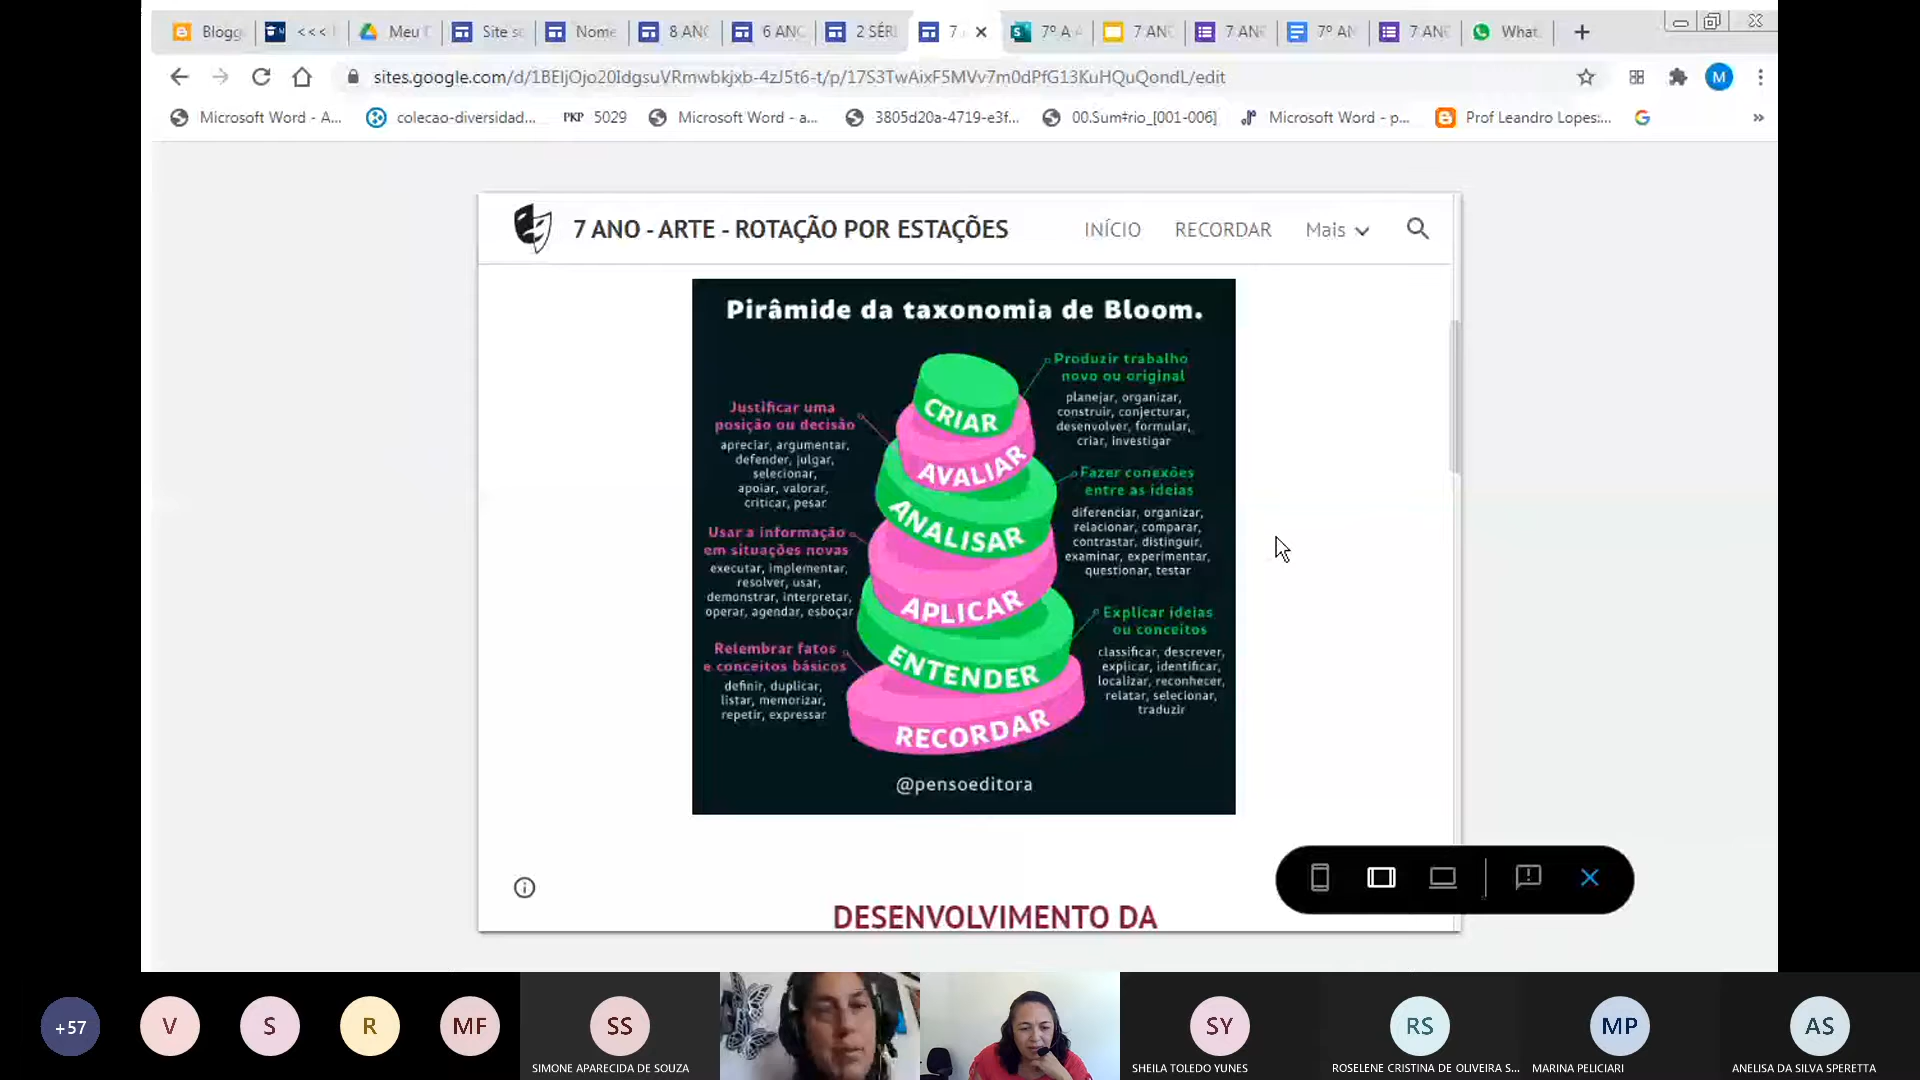 Blogg
<<<
Meu
Site
Nome
8 AN
6 ANO
2 SÉRI
7
7º A
7 AN
7 AN
7º AN
7 AN
What
sites.google.com/d/1BEIjOjo20IdgsuVRmwbkjxb-4zJ5t6-t/p/17S3TwAixF5MVv7m0dPfG13KuHQuQondL/edit
M
Microsoft Word - A...
colecao-diversidad...
PKP 5029
Microsoft Word - a...
3805d20a-4719-e3f...
00.Sum‡rio_[001-006]
Microsoft Word - p...
Prof Leandro Lopes:...
»
7 ANO - ARTE - ROTAÇÃO POR ESTAÇÕES
INÍCIO
RECORDAR
Mais
Pirâmide da taxonomia de Bloom.
Produzir trabalho
novo ou original
planejar, organizar,
construir, conjecturar,
desenvolver, formular,
criar, investigar
Justificar uma
posição ou decisão
apreciar, argumentar,
defender, julgar,
selecionar,
apoiar, valorar,
criticar, pesar
Fazer conexões
entre as ideias
diferenciar, organizar,
relacionar, comparar,
contrastar, distinguir,
examinar, experimentar,
questionar, testar
Usar a informação
em situações novas
executar, implementar,
resolver, usar,
demonstrar, interpretar,
operar, agendar, esboçar
Explicar ideias
ou conceitos
classificar, descrever,
explicar, identificar,
localizar, reconhecer,
relatar, selecionar,
traduzir
Relembrar fatos
e conceitos básicos
definir, duplicar,
listar, memorizar,
repetir, expressar
CRIAR
AVALIAR
ANALISAR
APLICAR
ENTENDER
RECORDAR
@pensoeditora
DESENVOLVIMENTO DA
+57
V
S
R
MF
SS
SIMONE APARECIDA DE SOUZA
SY
SHEILA TOLEDO YUNES
RS
ROSELENE CRISTINA DE OLIVEIRA S...
MP
MARINA PELICIARI
AS
ANELISA DA SILVA SPERETTA